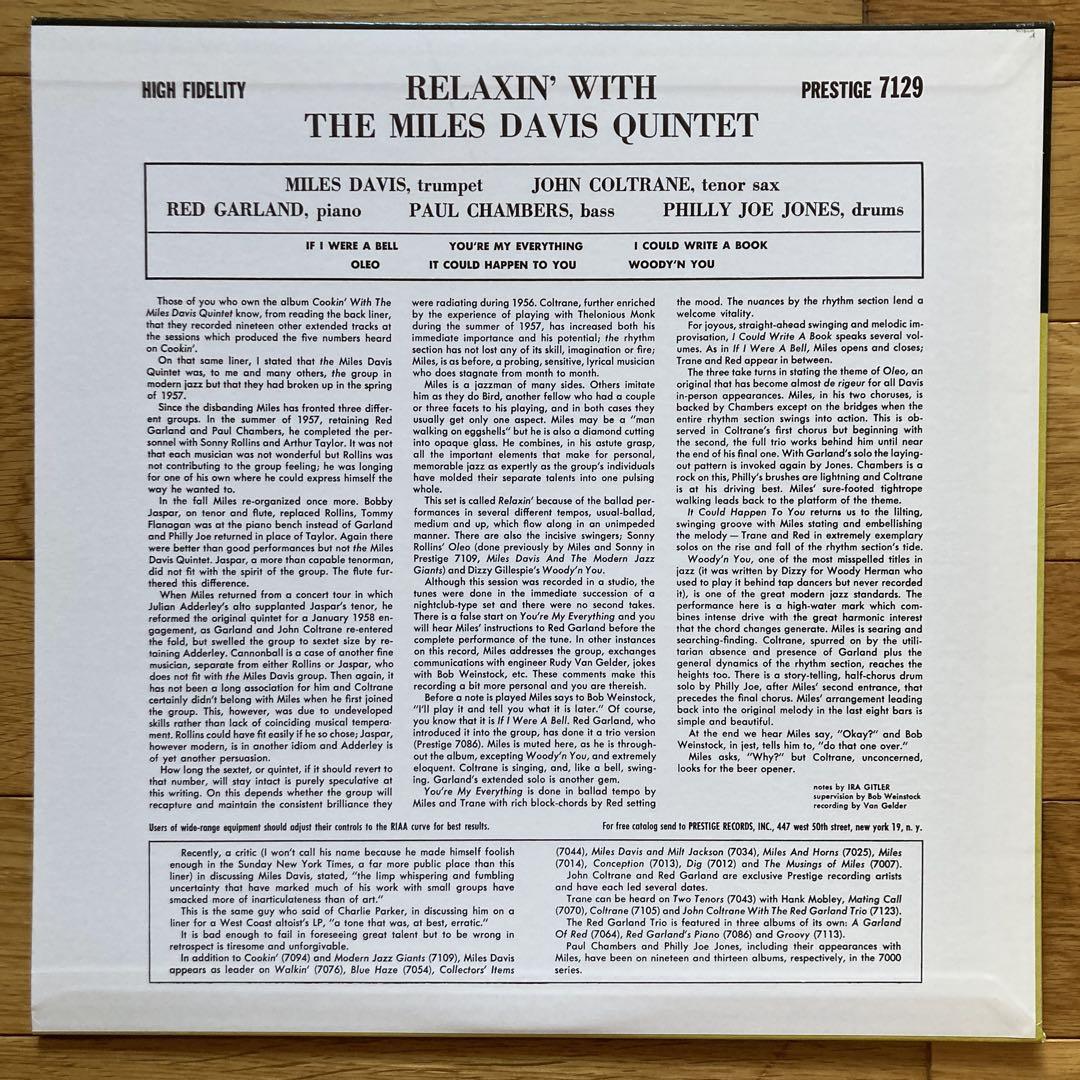 HIGH FIDELITY
RELAXIN' WITH
THE MILES DAVIS QUINTET
PRESTIGE 7129
MILES DAVIS, trumpet JOHN COLTRANE, tenor sax
RED GARLAND, piano PAUL CHAMBERS, bass PHILLY JOE JONES, drums
IF I WERE A BELL YOU'RE MY EVERYTHING I COULD WRITE A BOOK
OLEO IT COULD HAPPEN TO YOU WOODY'N YOU
Those of you who own the album Cookin' With The
Miles Davis Quintet know, from reading the back liner,
that they recorded nineteen other extended tracks at
the sessions which produced the five numbers heard
on Cookin'.
On that same liner, I stated that the Miles Davis
Quintet was, to me and many others, the group in
modern jazz but that they had broken up in the spring
of 1957.
Since the disbanding Miles has fronted three differ-
ent groups. In the summer of 1957, retaining Red
Garland and Paul Chambers, he completed the per-
sonnel with Sonny Rollins and Arthur Taylor. It was not
that each musician was not wonderful but Rollins was
not contributing to the group feeling; he was longing
for one of his own where he could express himself the
way he wanted to.
In the fall Miles re-organized once more. Bobby
Jaspar, on tenor and flute, replaced Rollins, Tommy
Flanagan was at the piano bench instead of Garland
and Philly Joe returned in place of Taylor. Again there
were better than good performances but not the Miles
Davis Quintet. Jaspar, a more than capable tenorman,
did not fit with the spirit of the group. The flute fur-
thered this difference.
When Miles returned from a concert tour in which
Julian Adderley's alto supplanted Jaspar's tenor, he
reformed the original quintet for a January 1958 en-
gagement, as Garland and John Coltrane re-entered
the fold, but swelled the group to sextet size by re-
taining Adderley. Cannonball is a case of another fine
musician, separate from either Rollins or Jaspar, who
does not fit with the Miles Davis group. Then again, it
has not been a long association for him and Coltrane
certainly didn't belong with Miles when he first joined
the group. This, however, was due to undeveloped
skills rather than lack of coinciding musical tempera-
ment. Rollins could have fit easily if he so chose; Jaspar,
however modern, is in another idiom and Adderley is
of yet another persuasion.
How long the sextet, or quintet, if it should revert to
that number, will stay intact is purely speculative at
this writing. On this depends whether the group will
recapture and maintain the consistent brilliance they
were radiating during 1956. Coltrane, further enriched
by the experience of playing with Thelonious Monk
during the summer of 1957, has increased both his
immediate importance and his potential; the rhythm
section has not lost any of its skill, imagination or fire;
Miles, is as before, a probing, sensitive, lyrical musician
who does stagnate from month to month.
Miles is a jazzman of many sides. Others imitate
him as they do Bird, another fellow who had a couple
or three facets to his playing, and in both cases they
usually get only one aspect. Miles may be a "man
walking on eggshells" but he is also a diamond cutting
into opaque glass. He combines, in his astute grasp,
all the important elements that make for personal,
memorable jazz as expertly as the group's individuals
have molded their separate talents into one pulsing
whole.
This set is called Relaxin' because of the ballad per-
formances in several different tempos, usual-ballad,
medium and up, which flow along in an unimpeded
manner. There are also the incisive swingers; Sonny
Rollins' Oleo (done previously by Miles and Sonny in
Prestige 7109, Miles Davis And The Modern Jazz
Giants) and Dizzy Gillespie's Woody'n You.
Although this session was recorded in a studio, the
tunes were done in the immediate succession of a
nightclub-type set and there were no second takes.
There is a false start on You're My Everything and you
will hear Miles' instructions to Red Garland before the
complete performance of the tune. In other instances
on this record, Miles addresses the group, exchanges
communications with engineer Rudy Van Gelder, jokes
with Bob Weinstock, etc. These comments make this
recording a bit more personal and you are thereish.
Before a note is played Miles says to Bob Weinstock,
"I'll play it and tell you what it is later." Of course,
you know that it is If I Were A Bell. Red Garland, who
introduced it into the group, has done it a trio version
(Prestige 7086). Miles is muted here, as he is through-
out the album, excepting Woody'n You, and extremely
eloquent. Coltrane is singing, and, like a bell, swing-
ing. Garland's extended solo is another gem.
You're My Everything is done in ballad tempo by
Miles and Trane with rich block-chords by Red setting
the mood. The nuances by the rhythm section lend a
welcome vitality.
For joyous, straight-ahead swinging and melodic im-
provisation, I Could Write A Book speaks several vol-
umes. As in If I Were A Bell, Miles opens and closes;
Trane and Red appear in between.
The three take turns in stating the theme of Oleo, an
original that has become almost de rigeur for all Davis
in-person appearances. Miles, in his two choruses, is
backed by Chambers except on the bridges when the
entire rhythm section swings into action. This is ob-
served in Coltrane's first chorus but beginning with
the second, the full trio works behind him until near
the end of his final one. With Garland's solo the laying-
out pattern is invoked again by Jones. Chambers is a
rock on this, Philly's brushes are lightning and Coltrane
is at his driving best. Miles' sure-footed tightrope
walking leads back to the platform of the theme.
It Could Happen To You returns us to the lilting,
swinging groove with Miles stating and embellishing
the melody — Trane and Red in extremely exemplary
solos on the rise and fall of the rhythm section's tide.
Woody'n You, one of the most misspelled titles in
jazz (it was written by Dizzy for Woody Herman who
used to play it behind tap dancers but never recorded
it), is one of the great modern jazz standards. The
performance here is a high-water mark which com-
bines intense drive with the great harmonic interest
that the chord changes generate. Miles is searing and
searching-finding. Coltrane, spurred on by the utili-
tarian absence and presence of Garland plus the
general dynamics of the rhythm section, reaches the
heights too. There is a story-telling, half-chorus drum
solo by Philly Joe, after Miles' second entrance, that
precedes the final chorus. Miles' arrangement leading
back into the original melody in the last eight bars is
simple and beautiful.
At the end we hear Miles say, "Okay?" and Bob
Weinstock, in jest, tells him to, "do that one over."
Miles asks, "Why?" but Coltrane, unconcerned,
looks for the beer opener.
notes by IRA GITLER
supervision by Bob Weinstock
recording by Van Gelder
Users of wide-range equipment should adjust their controls to the RIAA curve for best results.
For free catalog send to PRESTIGE RECORDS, INC., 447 west 50th street, new york 19, n. y.
Recently, a critic (I won't call his name because he made himself foolish
enough in the Sunday New York Times, a far more public place than this
liner) in discussing Miles Davis, stated, "the limp whispering and fumbling
uncertainty that have marked much of his work with small groups have
smacked more of inarticulateness than of art."
This is the same guy who said of Charlie Parker, in discussing him on a
liner for a West Coast altoist's LP, "a tone that was, at best, erratic."
It is bad enough to fail in foreseeing great talent but to be wrong in
retrospect is tiresome and unforgivable.
In addition to Cookin' (7094) and Modern Jazz Giants (7109), Miles Davis
appears as leader on Walkin' (7076), Blue Haze (7054), Collectors' Items
(7044), Miles Davis and Milt Jackson (7034), Miles And Horns (7025), Miles
(7014), Conception (7013), Dig (7012) and The Musings of Miles (7007).
John Coltrane and Red Garland are exclusive Prestige recording artists
and have each led several dates.
Trane can be heard on Two Tenors (7043) with Hank Mobley, Mating Call
(7070), Coltrane (7105) and John Coltrane With The Red Garland Trio (7123).
The Red Garland Trio is featured in three albums of its own: A Garland
Of Red (7064), Red Garland's Piano (7086) and Groovy (7113).
Paul Chambers and Philly Joe Jones, including their appearances with
Miles, have been on nineteen and thirteen albums, respectively, in the 7000
series.